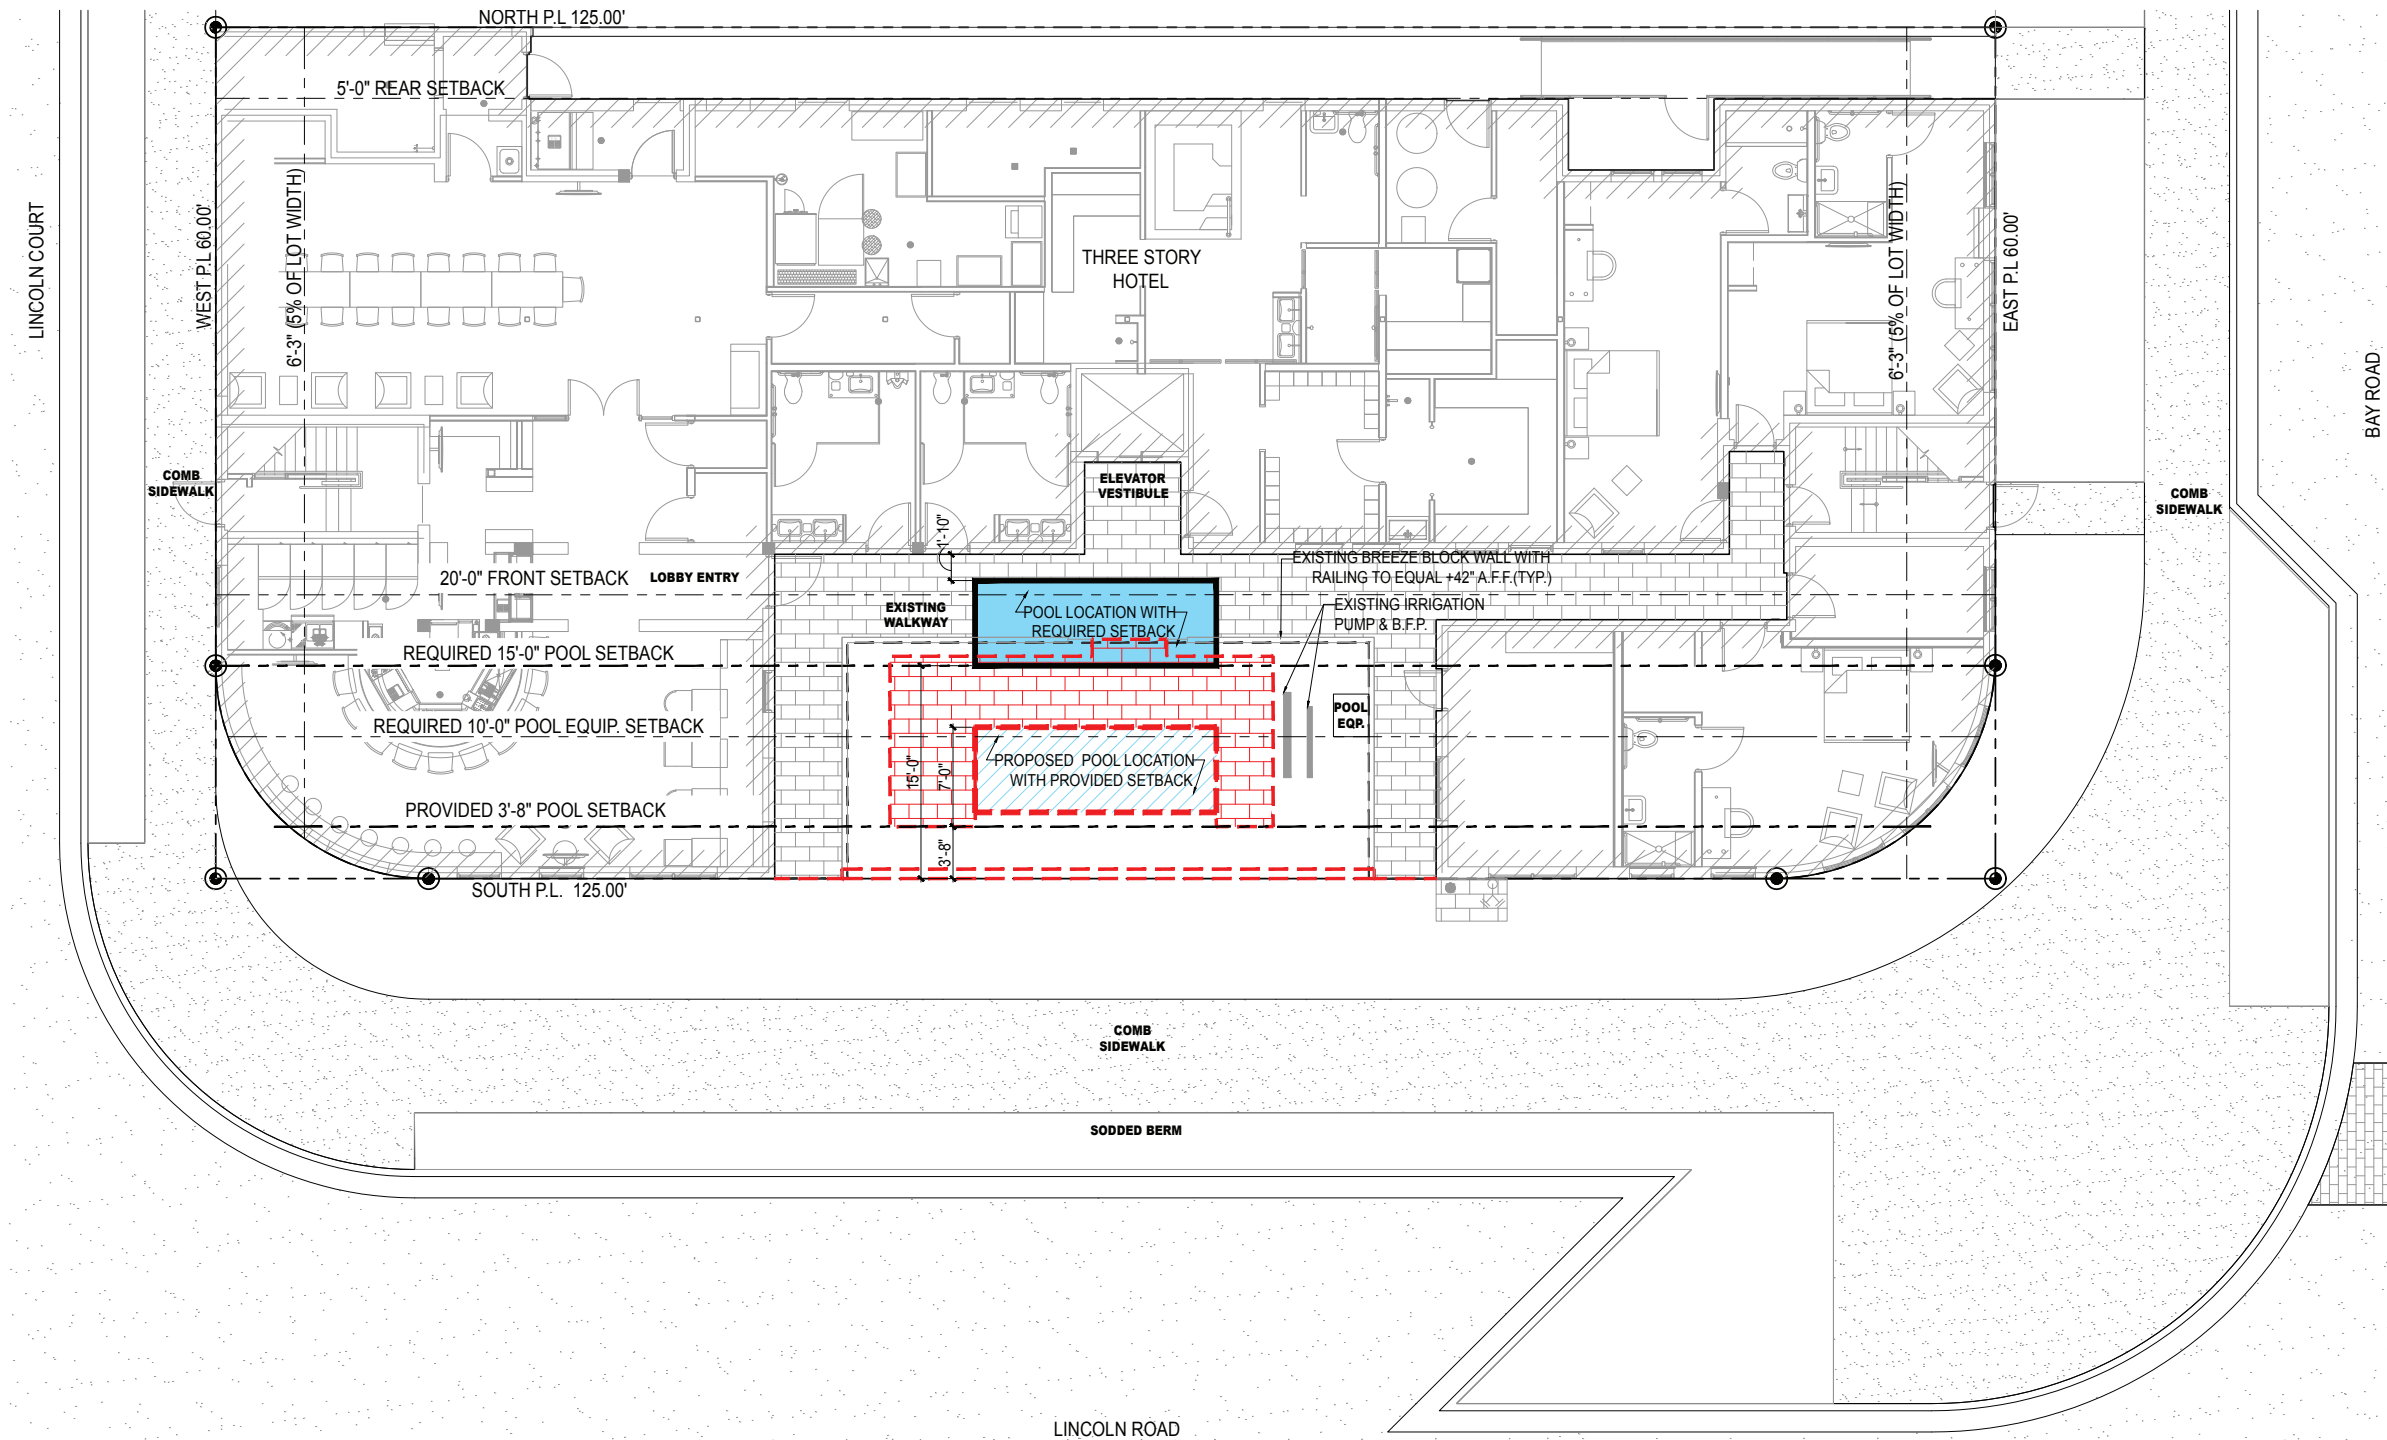 NORTH P.L 125.00'
5'-0" REAR SETBACK
LINCOLN COURT
WEST P.L 60.00'
6'-3" (5% OF LOT WIDTH)
THREE STORY
HOTEL
6'-3" (5% OF LOT WIDTH)
EAST P.L 60.00'
BAY ROAD
COMB
SIDEWALK
ELEVATOR
VESTIBULE
COMB
SIDEWALK
1'-10"
20'-0" FRONT SETBACK
LOBBY ENTRY
EXISTING BREEZE BLOCK WALL WITH
RAILING TO EQUAL +42" A.F.F.(TYP.)
EXISTING
WALKWAY
POOL LOCATION WITH
REQUIRED SETBACK
EXISTING IRRIGATION
PUMP & B.F.P.
REQUIRED 15'-0" POOL SETBACK
REQUIRED 10'-0" POOL EQUIP. SETBACK
POOL
EQP.
15'-0"
7'-0"
PROPOSED POOL LOCATION
WITH PROVIDED SETBACK
PROVIDED 3'-8" POOL SETBACK
3'-8"
SOUTH P.L. 125.00'
COMB
SIDEWALK
SODDED BERM
LINCOLN ROAD